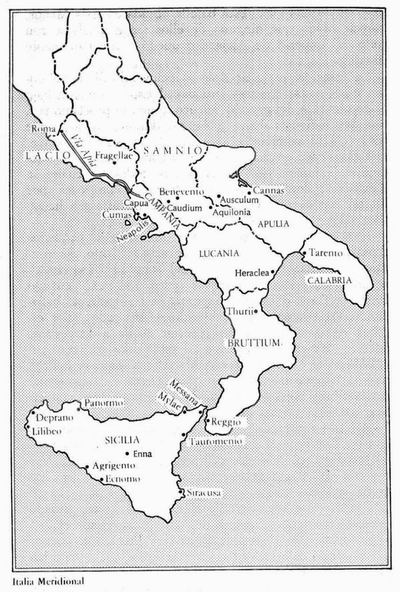 Roma
Via Apia
Fragellae
LACIO
SAMNIO
Benevento
Cannas
Ausculum
Capua
CAMPANIA
Caudium
Aquilonia
Cumas
Neapolis
APULIA
LUCANIA
Tarento
Heraclea
CALABRIA
Thurii
BRUTTIUM
Messana
Panormo
Mylae
Deprano
Reggio
Lilibeo
SICILIA
Tauromenio
Enna
Agrigento
Ecnomo
Siracusa
Italia Meridional